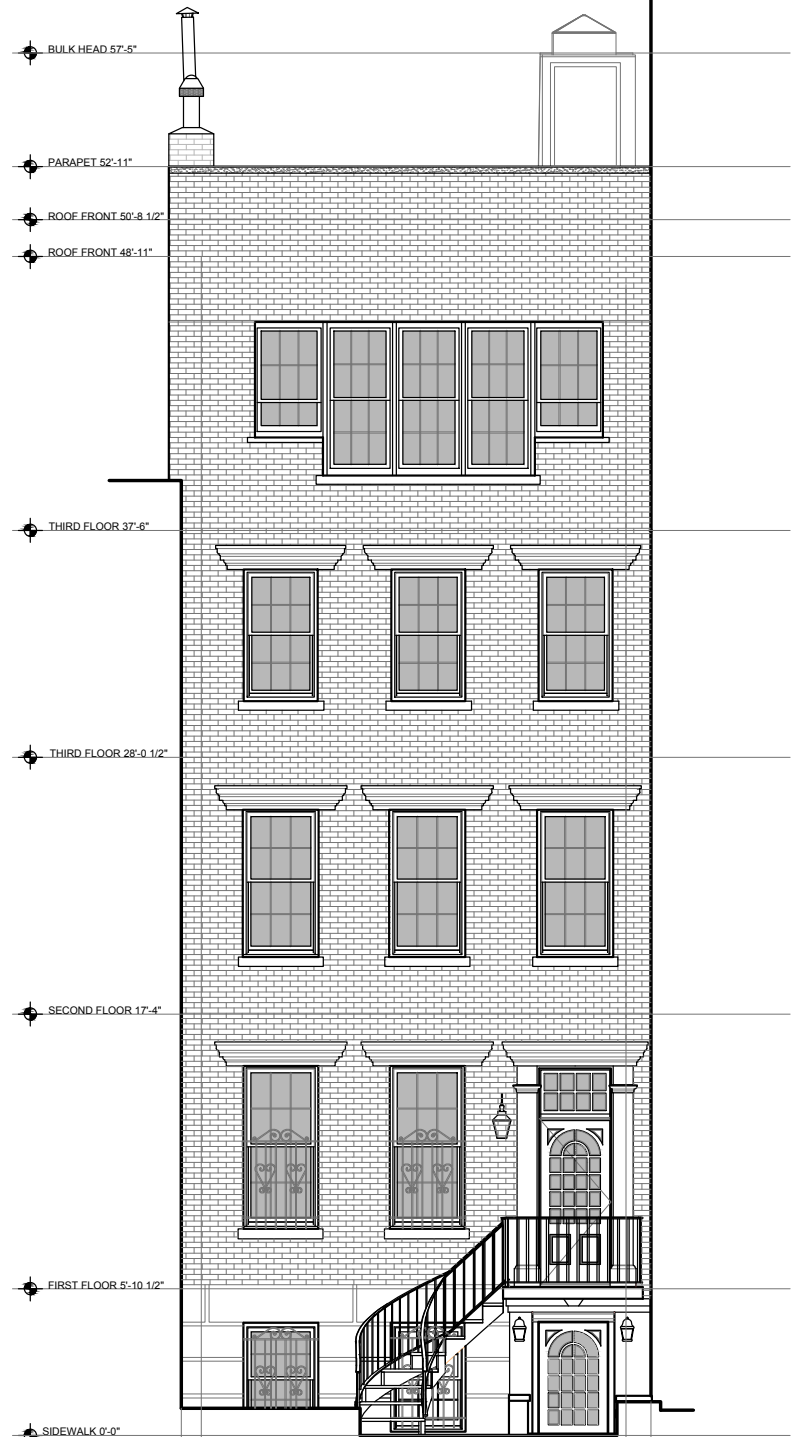 BULK HEAD 57'-5"
PARAPET 52'-11"
ROOF FRONT 50'-8 1/2"
ROOF FRONT 48'-11"
THIRD FLOOR 37'-6"
THIRD FLOOR 28'-0 1/2"
SECOND FLOOR 17'-4"
FIRST FLOOR 5'-10 1/2"
SIDEWALK 0'-0"